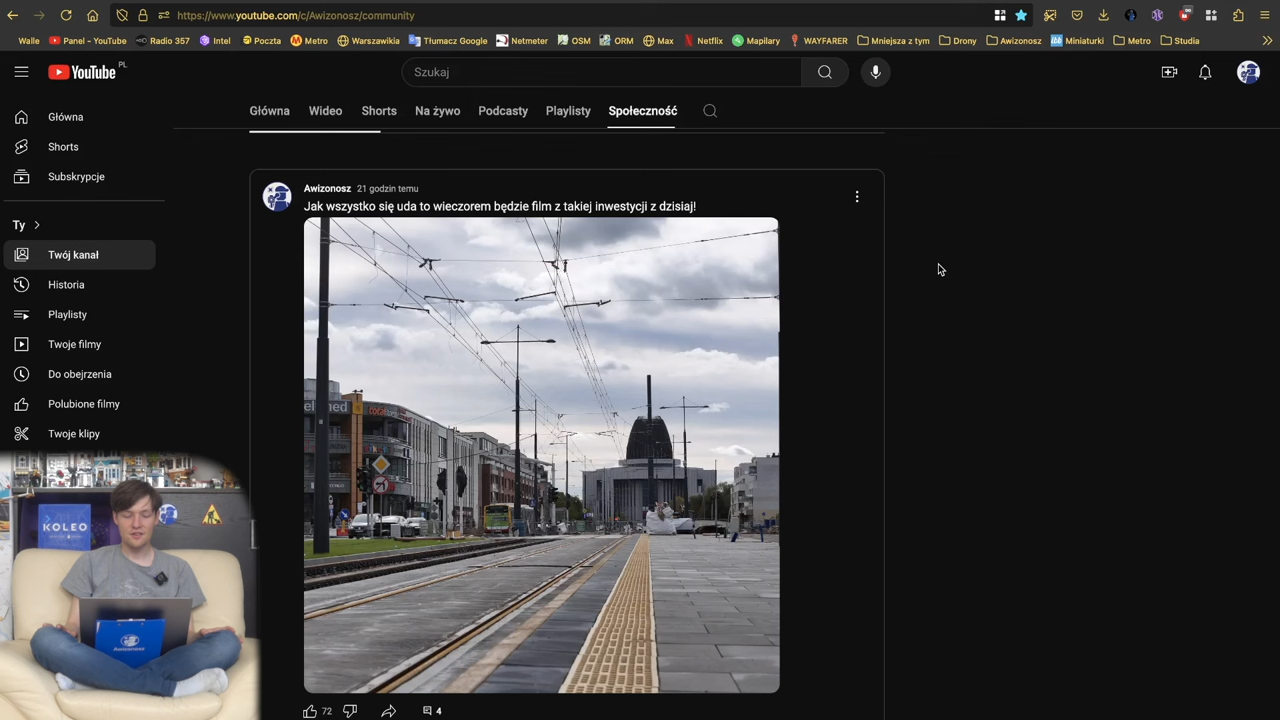 https://www.youtube.com/c/Awizonosz/community
Walle
Panel - YouTube
Radio 357
Intel
Poczta
Metro
Warszawikia
Tłumacz Google
Netmeter
OSM
ORM
Max
Netflix
Mapilary
WAYFARER
Mniejsza z tym
Drony
Awizonosz
Miniaturki
Metro
Studia
YouTube PL
Szukaj
Główna
Wideo
Shorts
Na żywo
Podcasty
Playlisty
Społeczność
Główna
Shorts
Subskrypcje
Ty
Twój kanał
Historia
Playlisty
Twoje filmy
Do obejrzenia
Polubione filmy
Twoje klipy
Awizonosz 21 godzin temu
Jak wszystko się uda to wieczorem będzie film z takiej inwestycji z dzisiaj!
KOLEO
Awizonosz
72
4